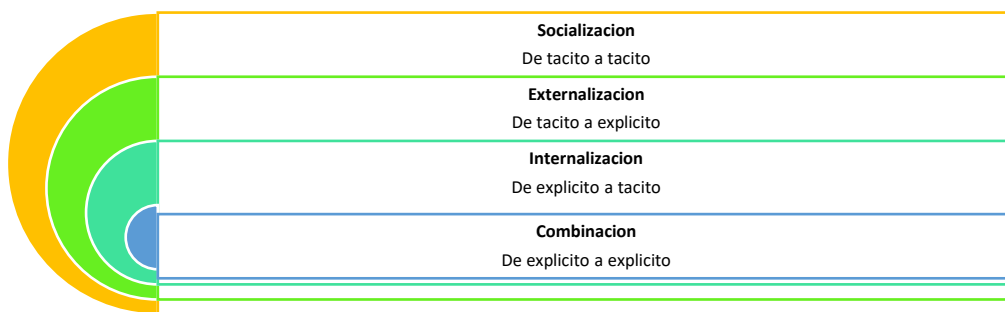 Socializacion
De tacito a tacito
Externalizacion
De tacito a explicito
Internalizacion
De explicito a tacito
Combinacion
De explicito a explicito